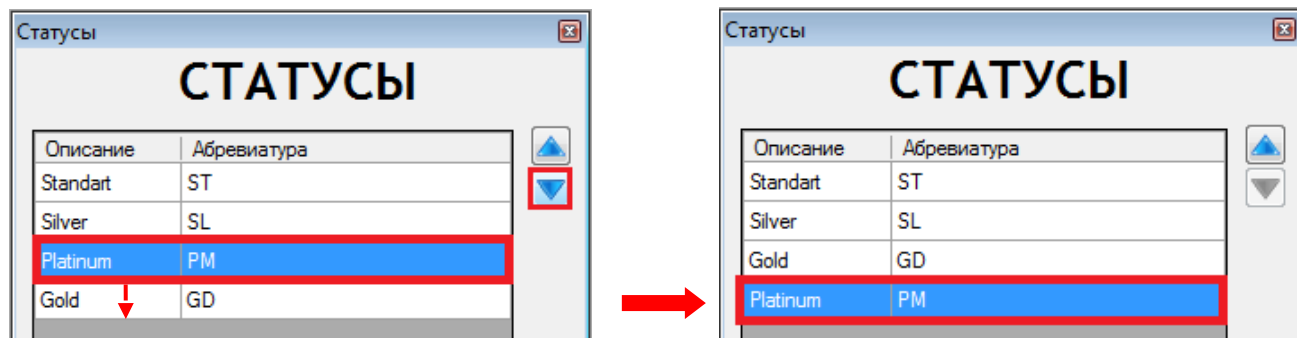 Статусы
СТАТУСЫ
Описание Абревиатура
Standart ST
Silver SL
Platinum PM
Gold GD
Статусы
СТАТУСЫ
Описание Абревиатура
Standart ST
Silver SL
Gold GD
Platinum PM